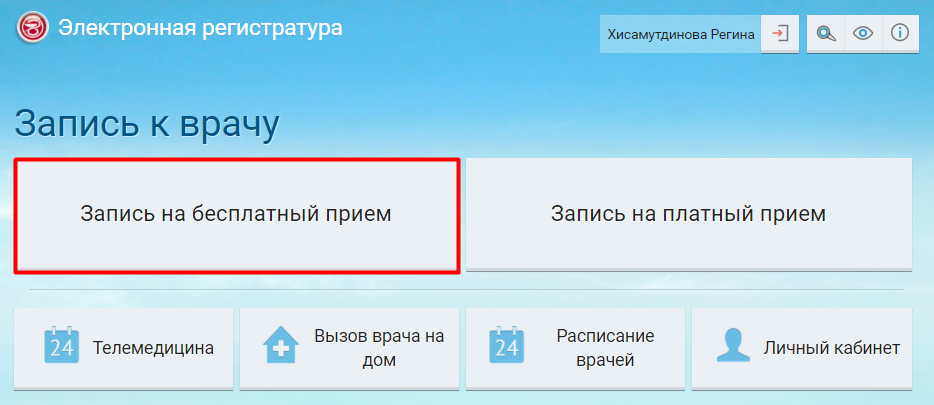 Электронная регистратура
Хисамутдинова Регина
Запись к врачу
Запись на бесплатный прием
Запись на платный прием
24
Телемедицина
Вызов врача на
дом
24
Расписание
врачей
Личный кабинет